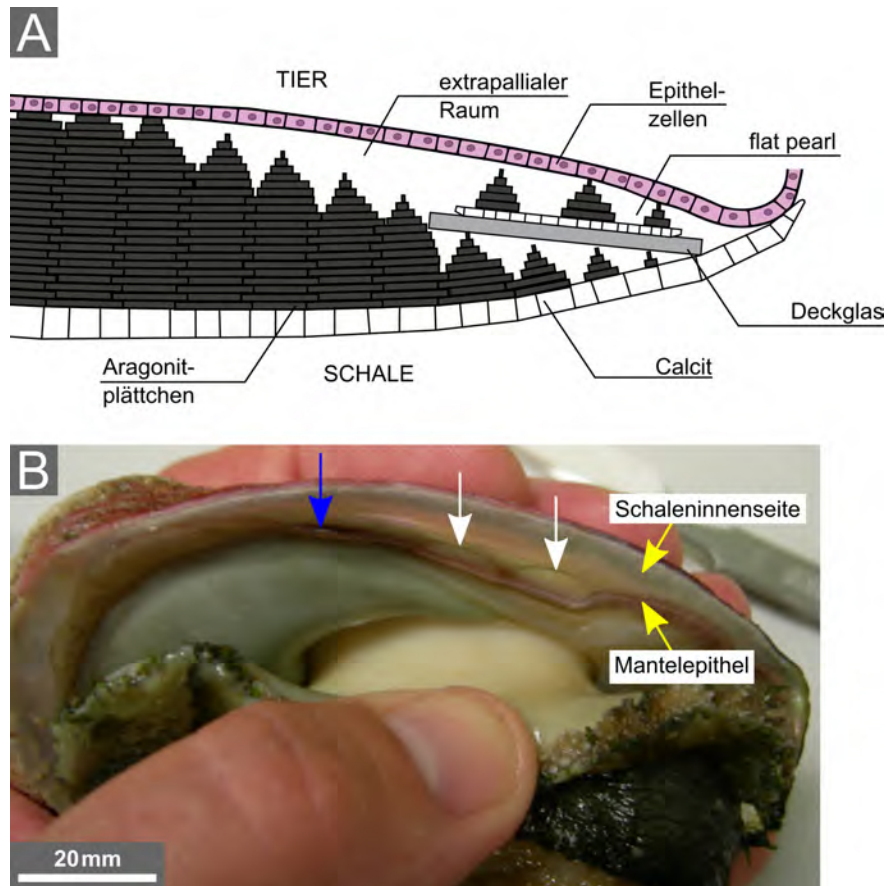 A
TIER
extrapallialer
Raum
Epithel-
zellen
flat pearl
Deckglas
Aragonit-
plättchen
SCHALE
Calcit
B
Schaleninnenseite
Mantelepithel
20mm